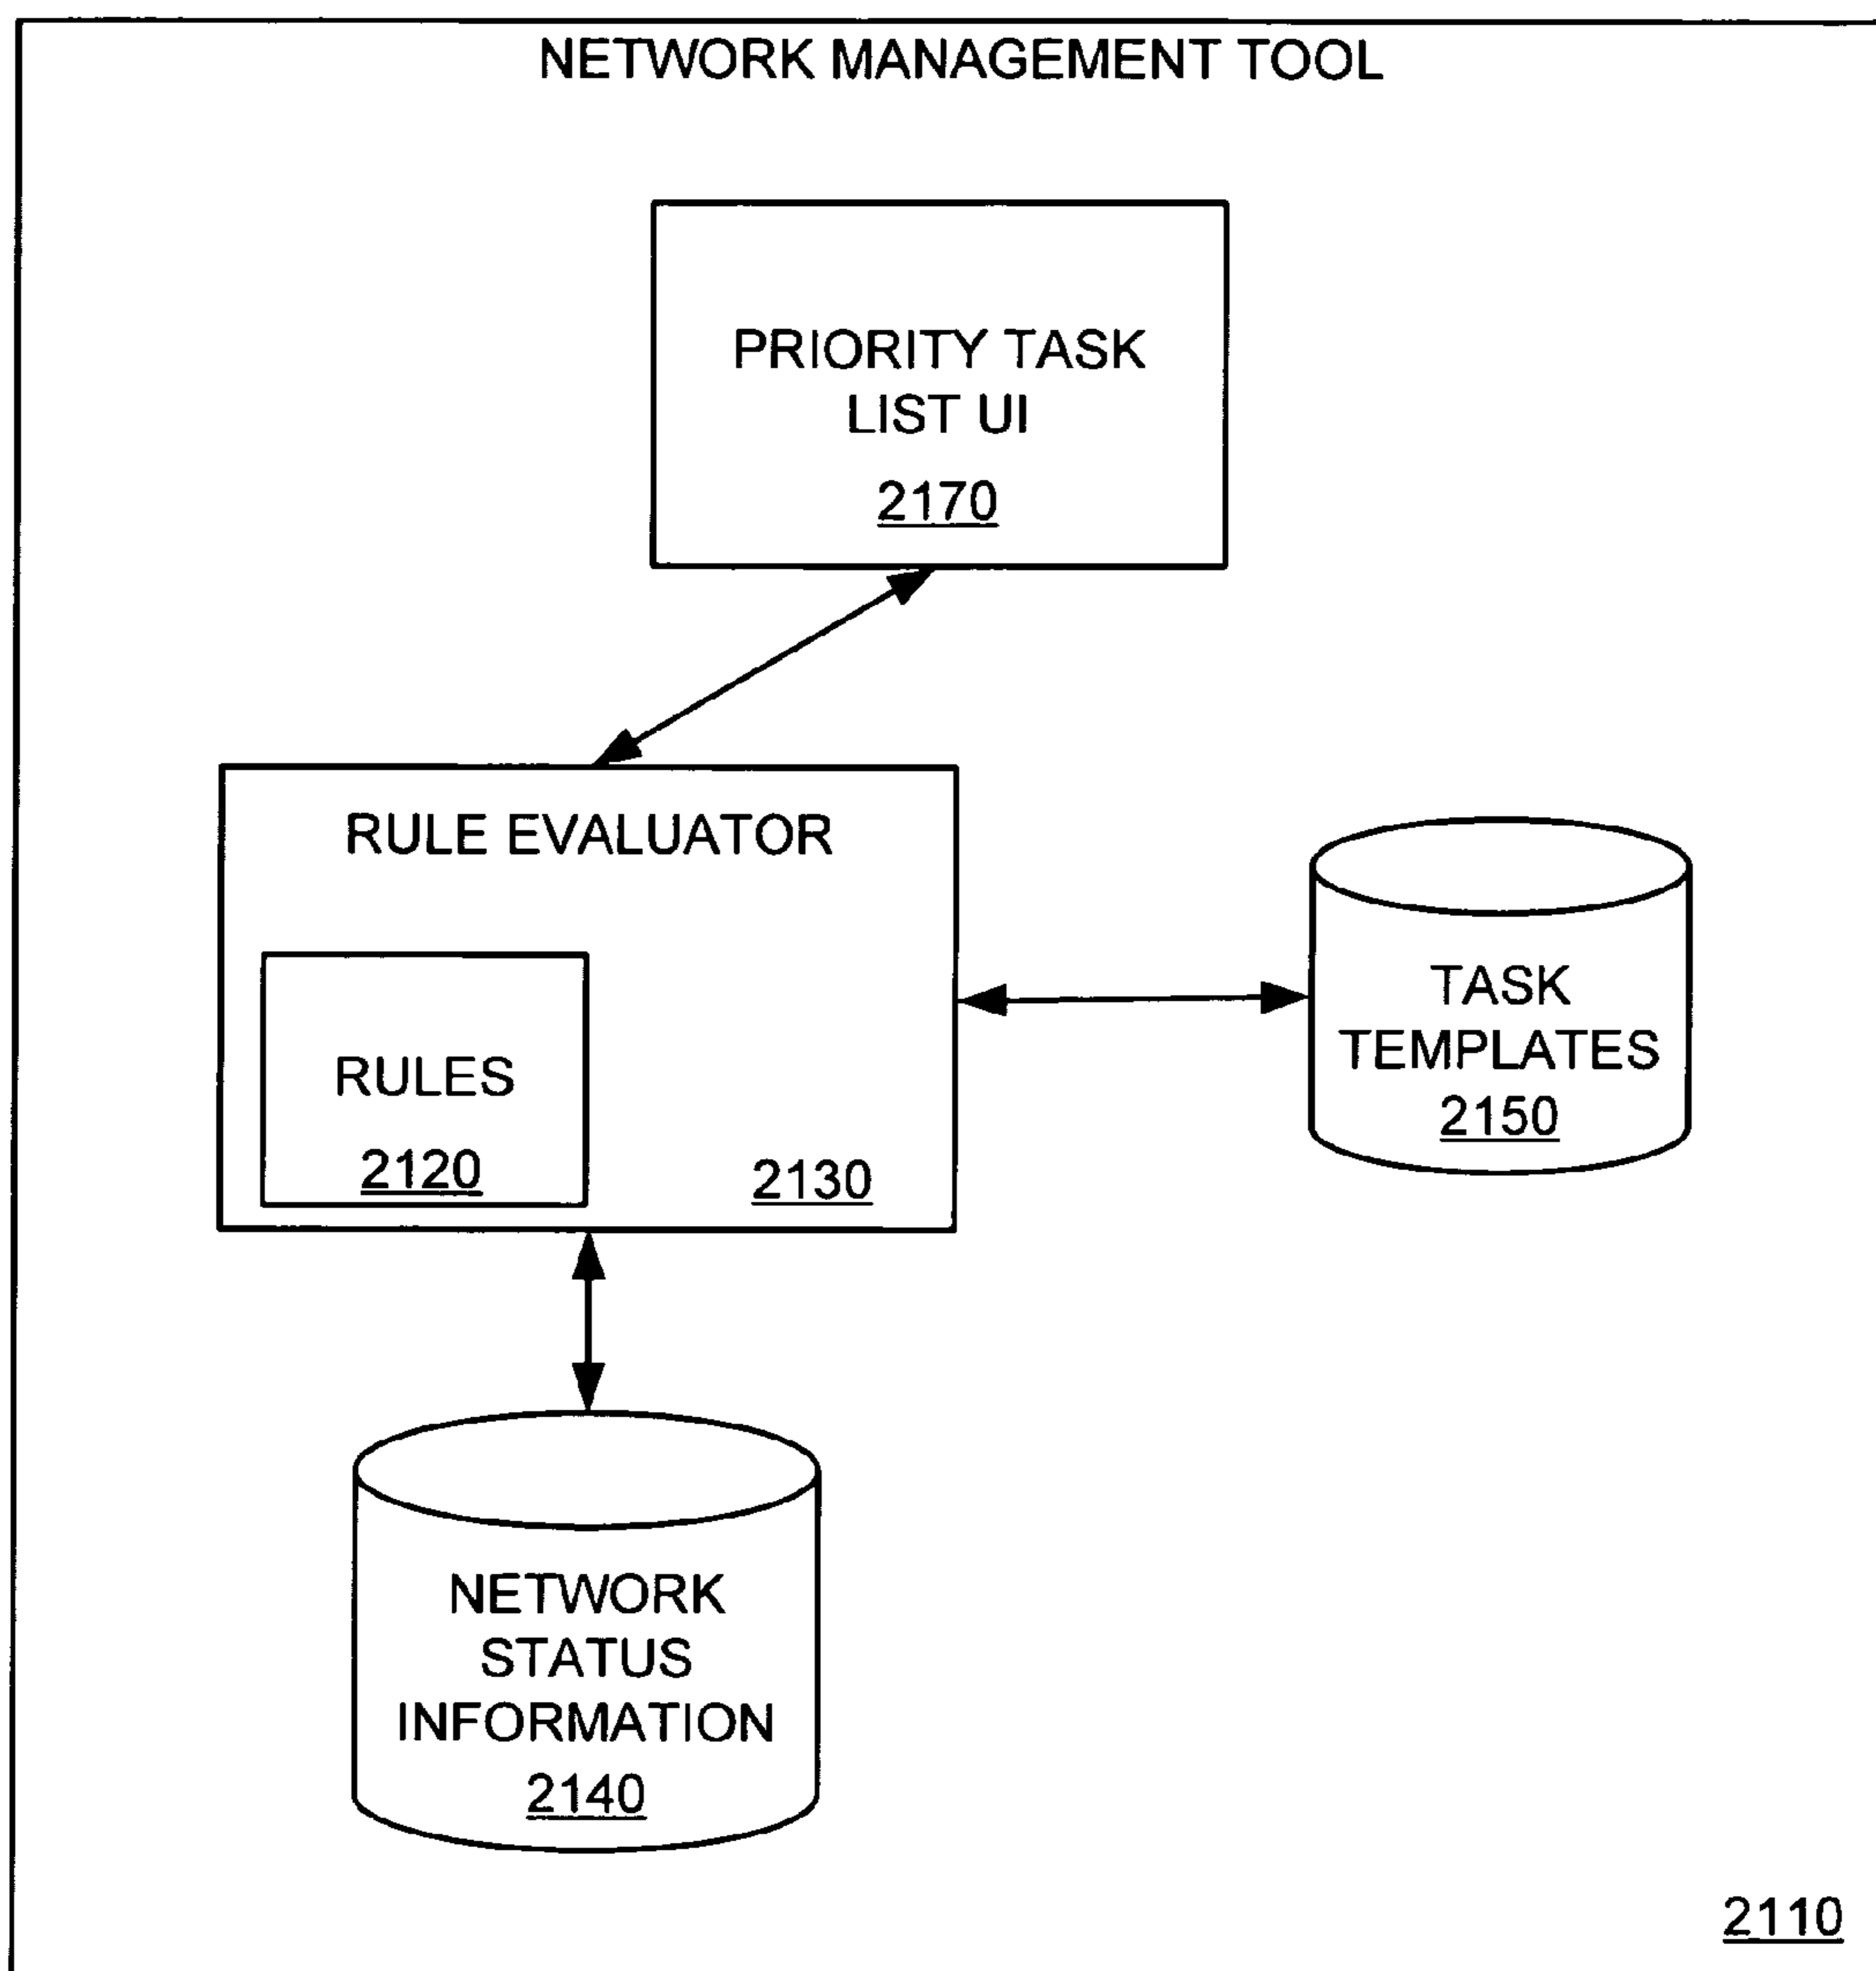 NETWORK MANAGEMENT TOOL
PRIORITY TASK
LIST UI
2170
RULE EVALUATOR
RULES
2120
2130
TASK
TEMPLATES
2150
NETWORK
STATUS
INFORMATION
2140
2110